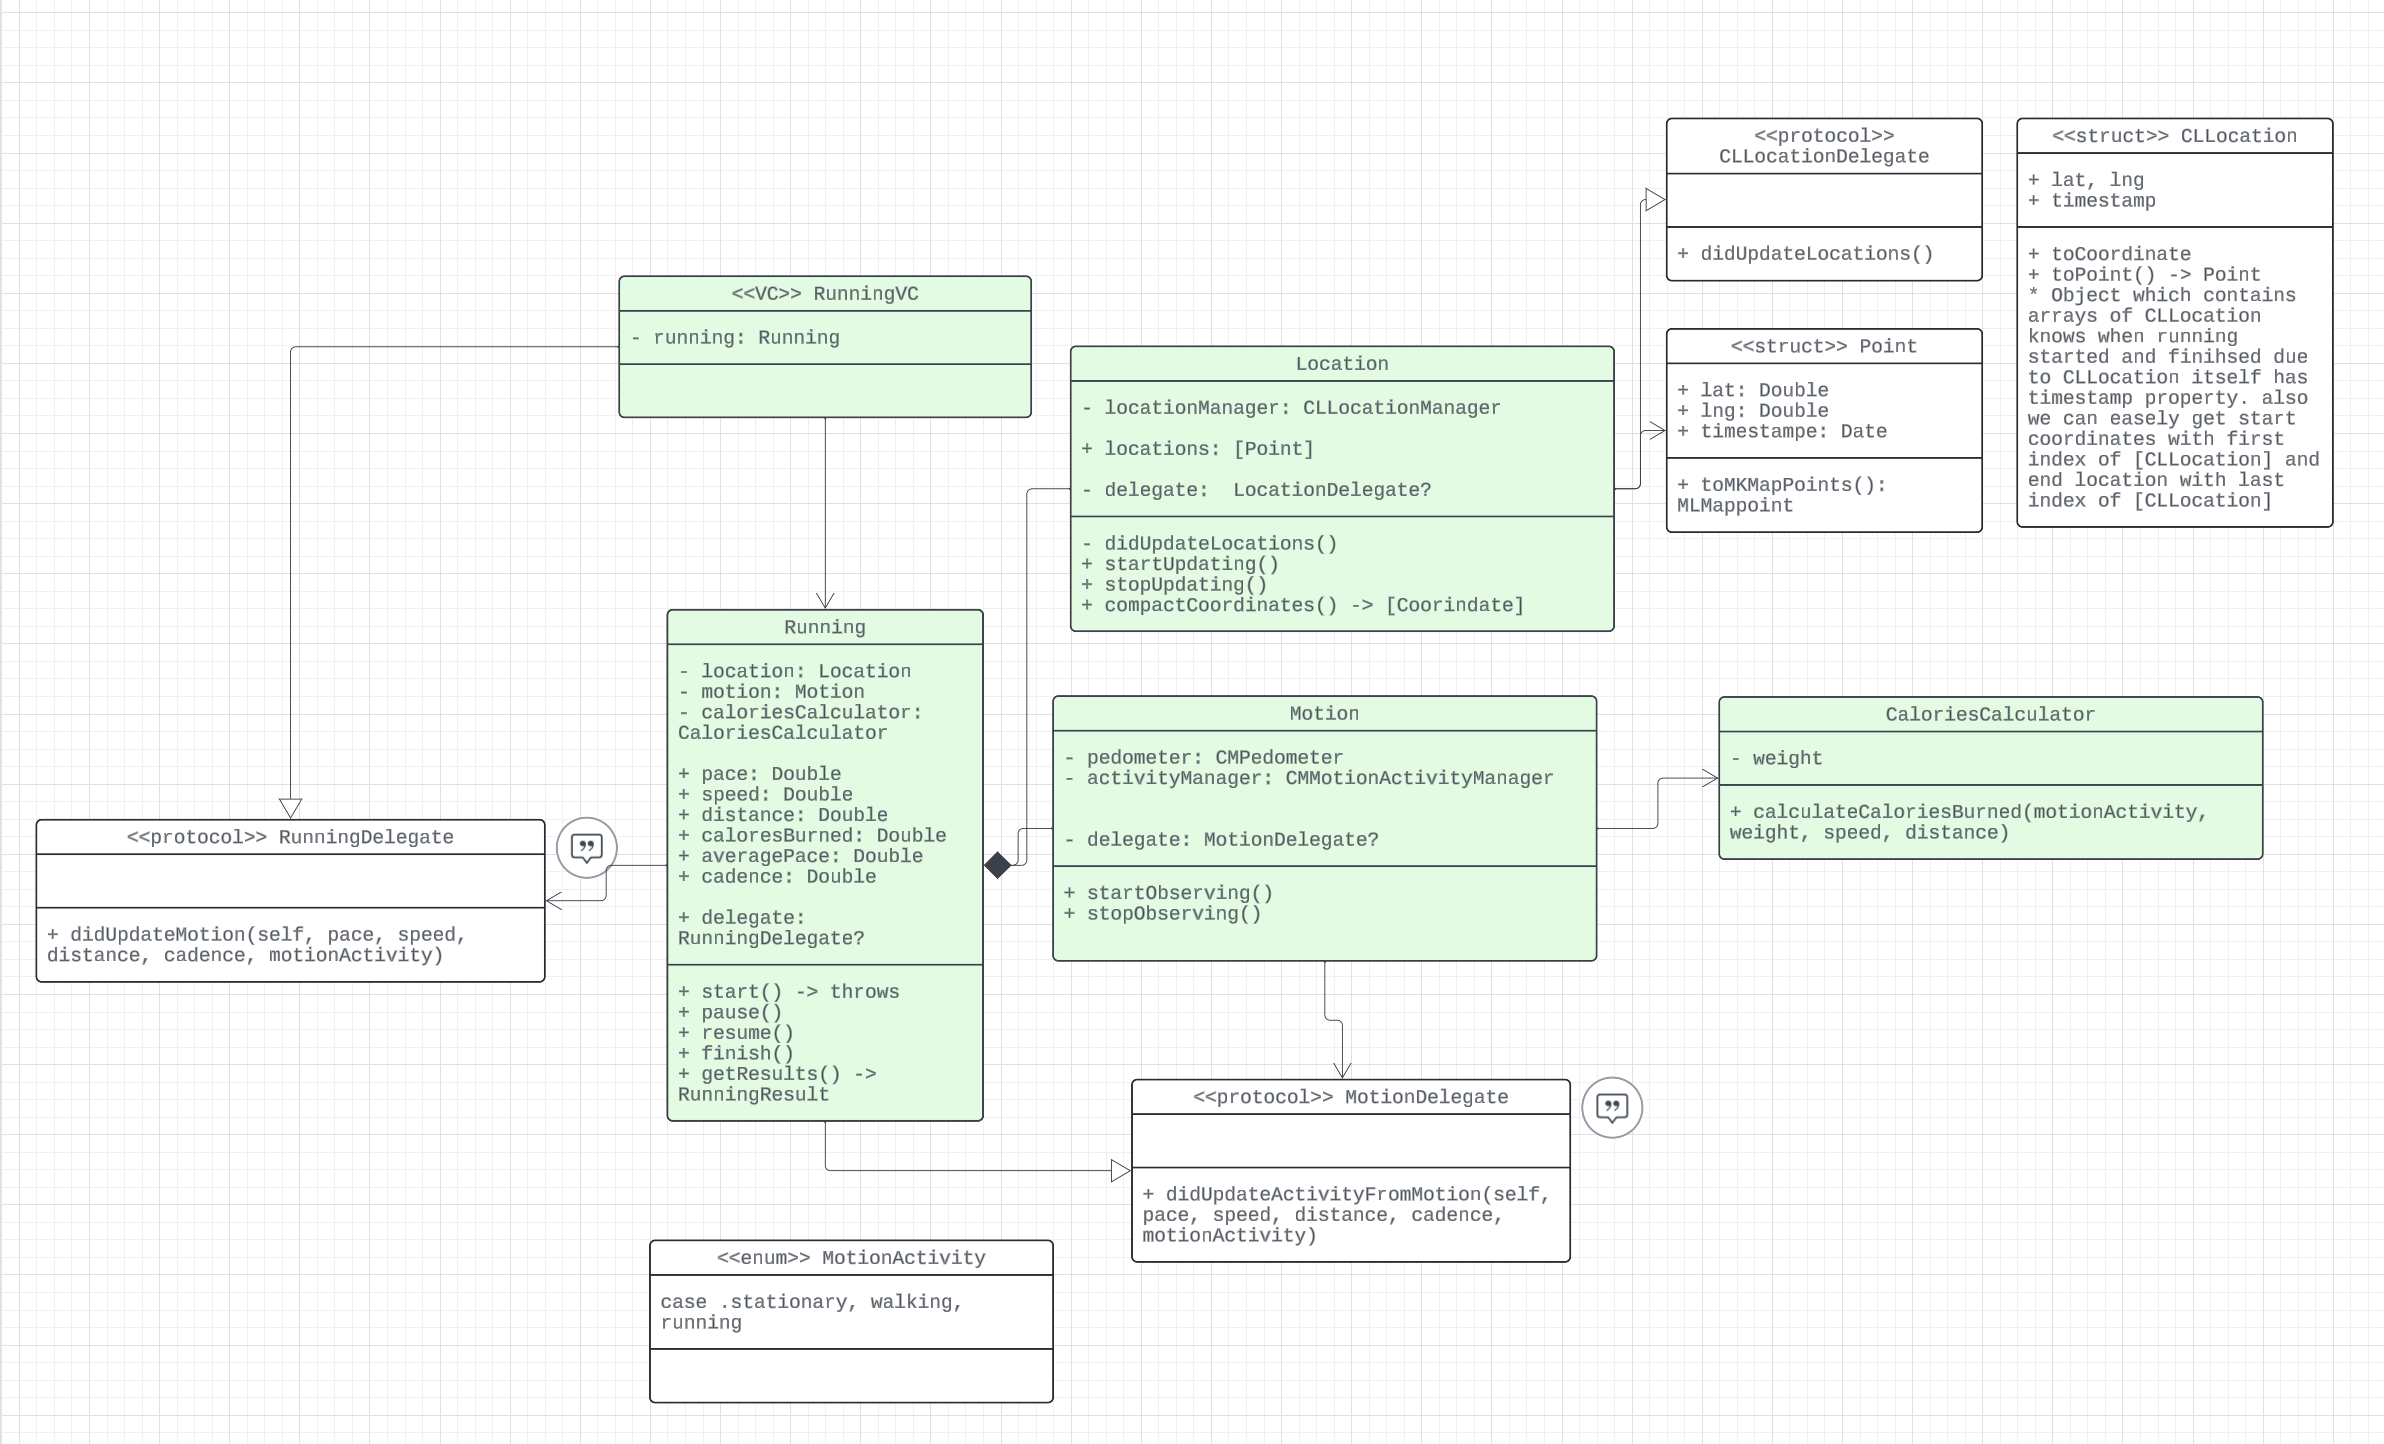 <<protocol>>
CLLocationDelegate
+ didUpdateLocations()
<<struct>> CLLocation
+ lat, lng
+ timestamp
+ toCoordinate
+ toPoint() -> Point
* Object which contains
arrays of CLLocation
knows when running
started and finihsed due
to CLLocation itself has
timestamp property. also
we can easely get start
coordinates with first
index of [CLLocation] and
end location with last
index of [CLLocation]
<<VC>> RunningVC
- running: Running
<<struct>> Point
+ lat: Double
+ lng: Double
+ timestampe: Date
+ toMKMapPoints():
MLMappoint
Location
- locationManager: CLLocationManager
+ locations: [Point]
- delegate:  LocationDelegate?
- didUpdateLocations()
+ startUpdating()
+ stopUpdating()
+ compactCoordinates() -> [Coorindate]
Running
- location: Location
- motion: Motion
- caloriesCalculator:
CaloriesCalculator
+ pace: Double
+ speed: Double
+ distance: Double
+ caloresBurned: Double
+ averagePace: Double
+ cadence: Double
+ delegate:
RunningDelegate?
+ start() -> throws
+ pause()
+ resume()
+ finish()
+ getResults() ->
RunningResult
Motion
- pedometer: CMPedometer
- activityManager: CMMotionActivityManager
- delegate: MotionDelegate?
+ startObserving()
+ stopObserving()
CaloriesCalculator
- weight
+ calculateCaloriesBurned(motionActivity,
weight, speed, distance)
<<protocol>> RunningDelegate
+ didUpdateMotion(self, pace, speed,
distance, cadence, motionActivity)
<<protocol>> MotionDelegate
+ didUpdateActivityFromMotion(self,
pace, speed, distance, cadence,
motionActivity)
<<enum>> MotionActivity
case .stationary, walking,
running